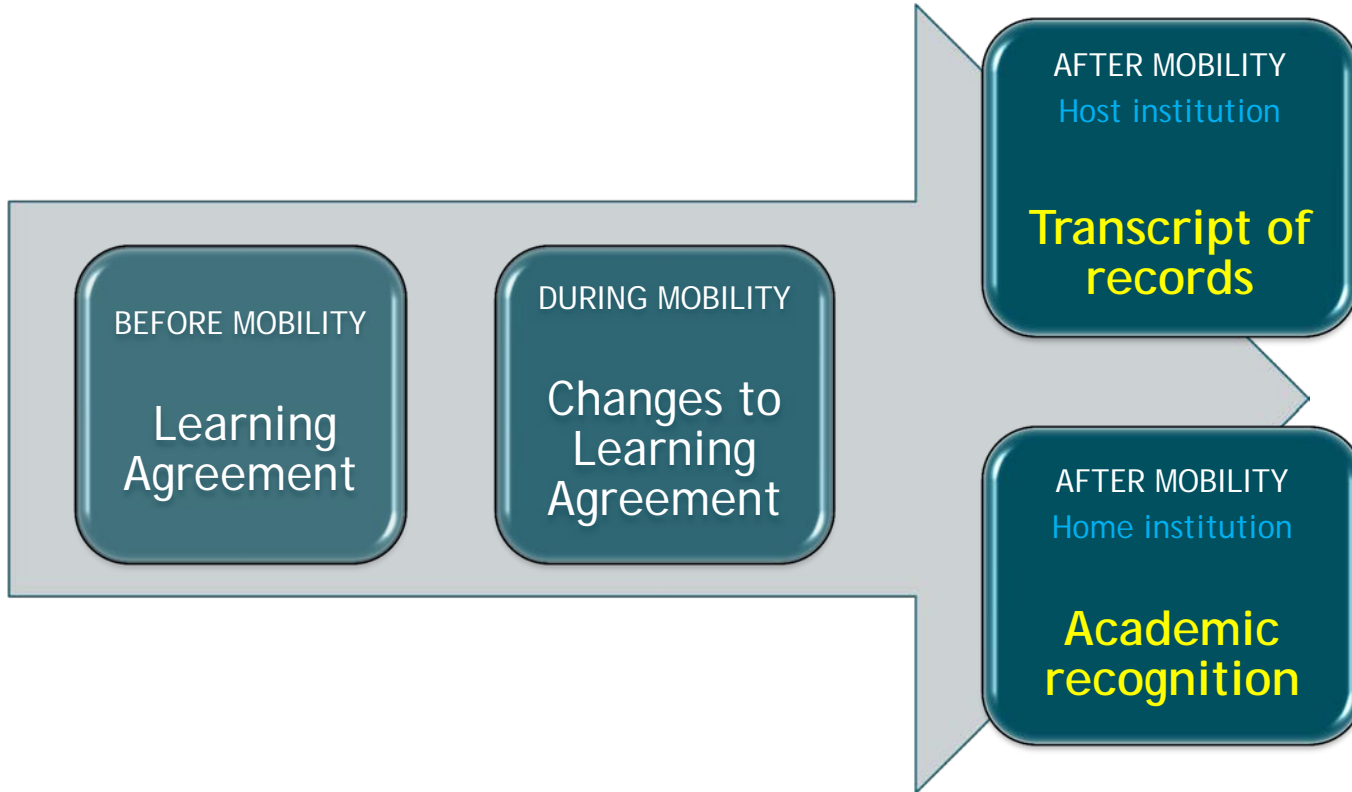 BEFORE MOBILITY
Learning
Agreement
DURING MOBILITY
Changes to
Learning
Agreement
AFTER MOBILITY
Host institution
Transcript of
records
AFTER MOBILITY
Home institution
Academic
recognition